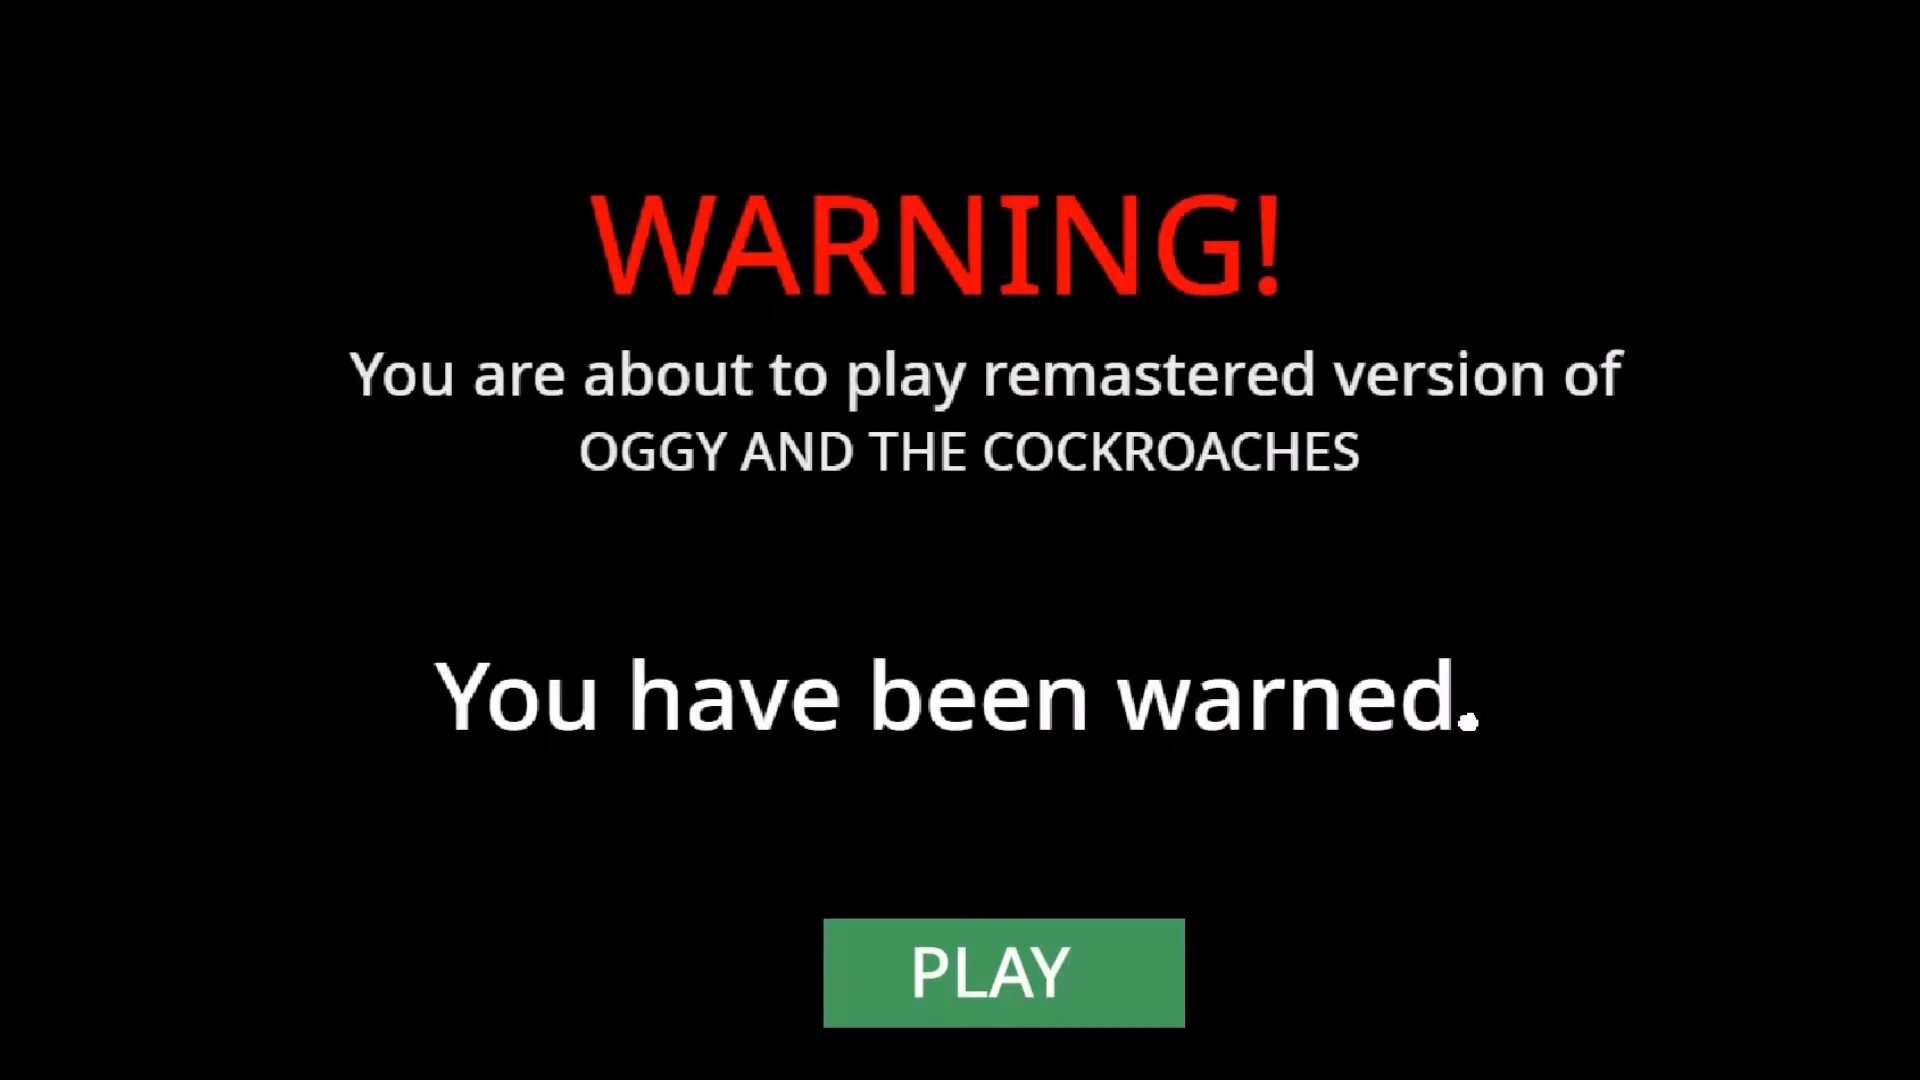 WARNING!
You are about to play remastered version of
OGGY AND THE COCKROACHES
You have been warned.
PLAY